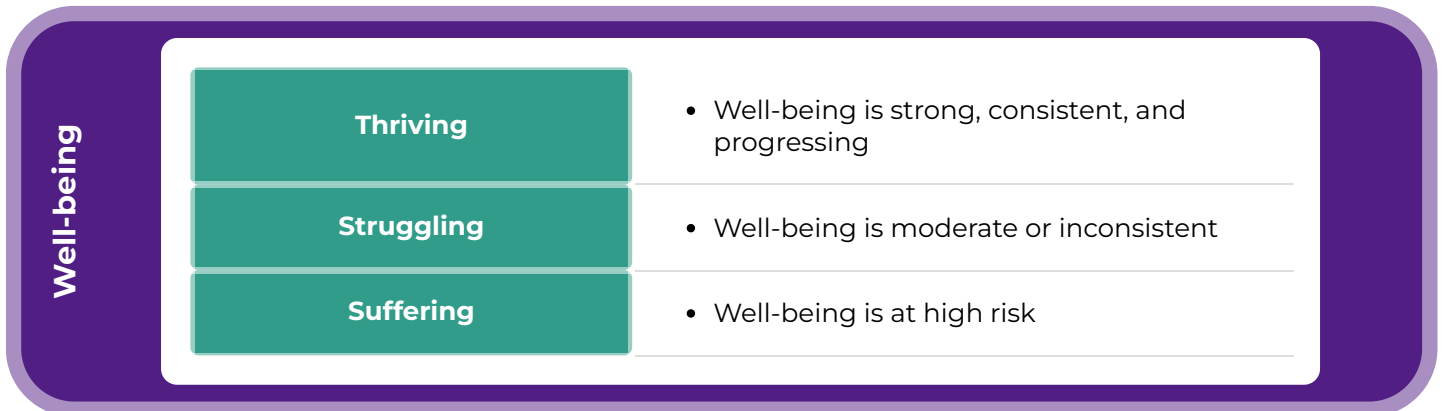 Well-being
Thriving
• Well-being is strong, consistent, and
progressing
Struggling
• Well-being is moderate or inconsistent
Suffering
• Well-being is at high risk